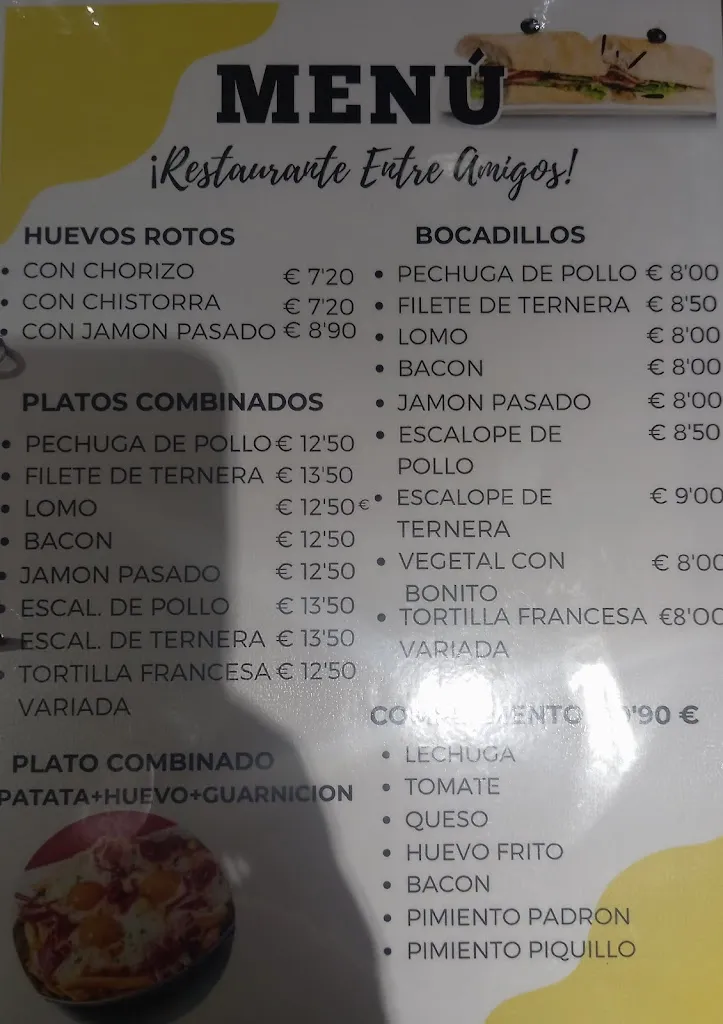 MENÚ
¡Restaurante Entre Amigos!
HUEVOS ROTOS
• CON CHORIZO € 7'20
• CON CHISTORRA € 7'20
• CON JAMON PASADO € 8'90
PLATOS COMBINADOS
• PECHUGA DE POLLO € 12'50
• FILETE DE TERNERA € 13'50
• LOMO € 12'50 €
• BACON € 12'50
• JAMON PASADO € 12'50
• ESCAL. DE POLLO € 13'50
• ESCAL. DE TERNERA € 13'50
• TORTILLA FRANCESA € 12'50
VARIADA
PLATO COMBINADO
PATATA+HUEVO+GUARNICION
BOCADILLOS
• PECHUGA DE POLLO € 8'00
• FILETE DE TERNERA € 8'50
• LOMO € 8'00
• BACON € 8'00
• JAMON PASADO € 8'00
• ESCALOPE DE € 8'50
POLLO
• ESCALOPE DE € 9'00
TERNERA
• VEGETAL CON € 8'00
BONITO
• TORTILLA FRANCESA €8'00
VARIADA
€
• LECHUGA
• TOMATE
• QUESO
• HUEVO FRITO
• BACON
• PIMIENTO PADRON
• PIMIENTO PIQUILLO